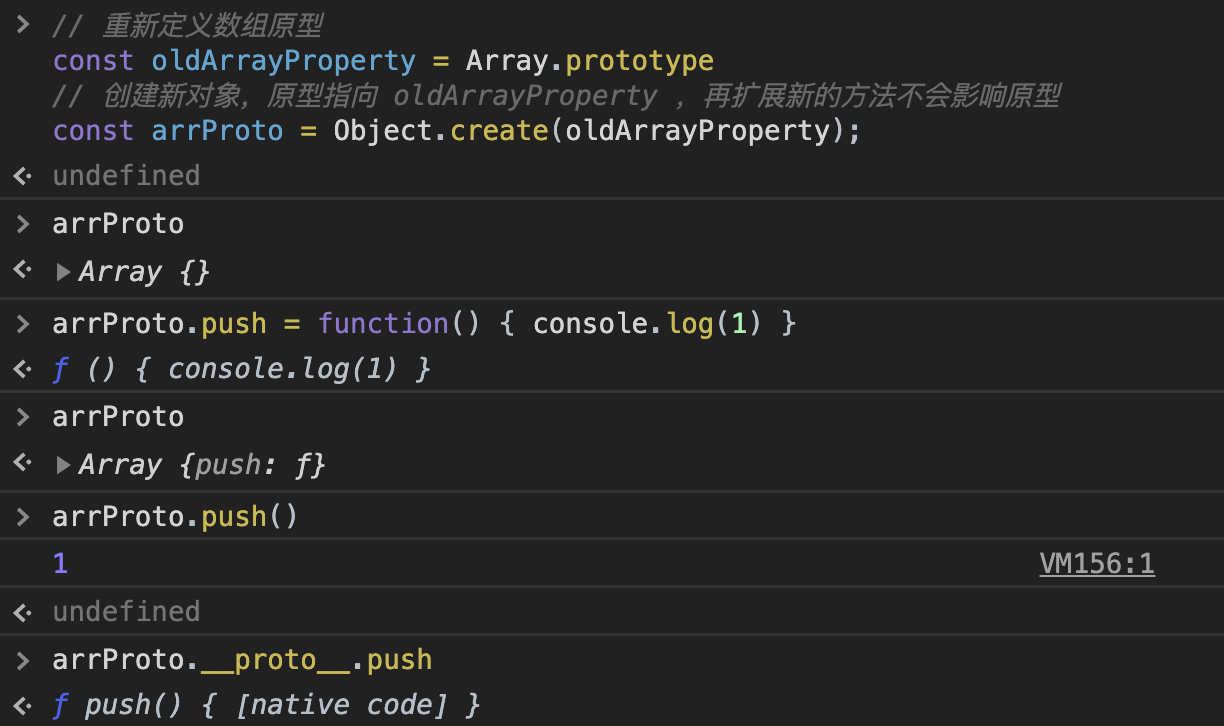 > // 重新定义数组原型
const oldArrayProperty = Array.prototype
// 创建新对象，原型指向 oldArrayProperty ，再扩展新的方法不会影响原型
const arrProto = Object.create(oldArrayProperty);
undefined
> arrProto
▶Array {}
> arrProto.push = function() { console.log(1) }
ƒ () { console.log(1) }
> arrProto
▶Array {push: ƒ}
> arrProto.push()
1 VM156:1
undefined
> arrProto.__proto__.push
ƒ push() { [native code] }